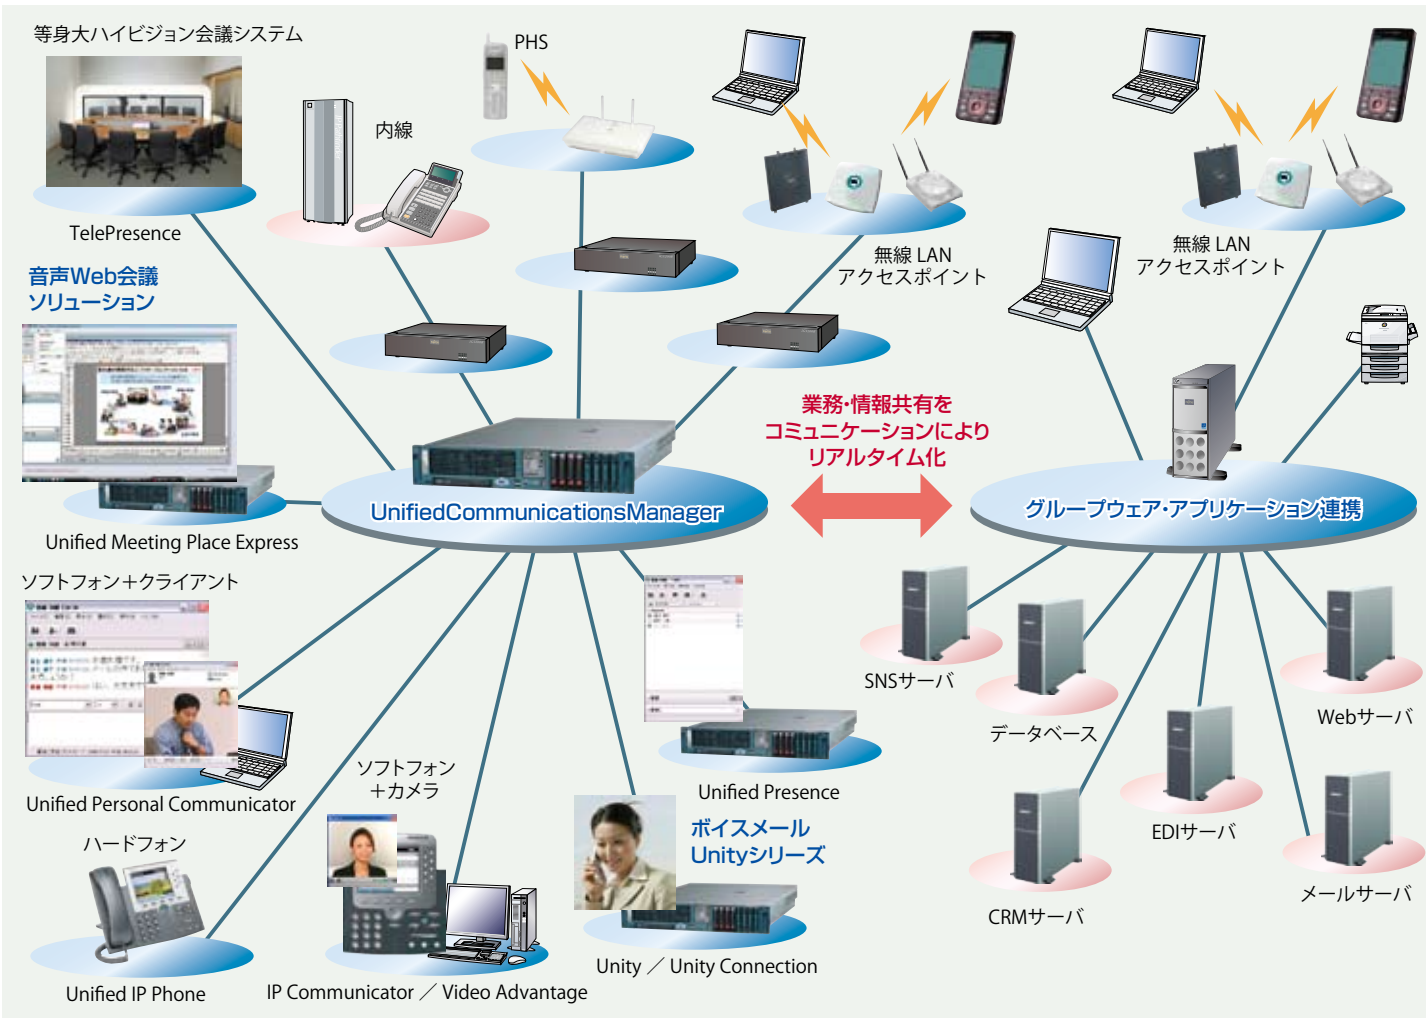 等身大ハイビジョン会議システム
TelePresence
内線
PHS
無線 LAN
アクセスポイント
無線 LAN
アクセスポイント
音声Web会議
ソリューション
Unified Meeting Place Express
UnifiedCommunicationsManager
業務・情報共有を
コミュニケーションにより
リアルタイム化
グループウェア・アプリケーション連携
ソフトフォン＋クライアント
Unified Personal Communicator
ハードフォン
Unified IP Phone
ソフトフォン
＋カメラ
IP Communicator ／ Video Advantage
Unified Presence
ボイスメール
Unityシリーズ
Unity ／ Unity Connection
SNSサーバ
データベース
CRMサーバ
EDIサーバ
Webサーバ
メールサーバ